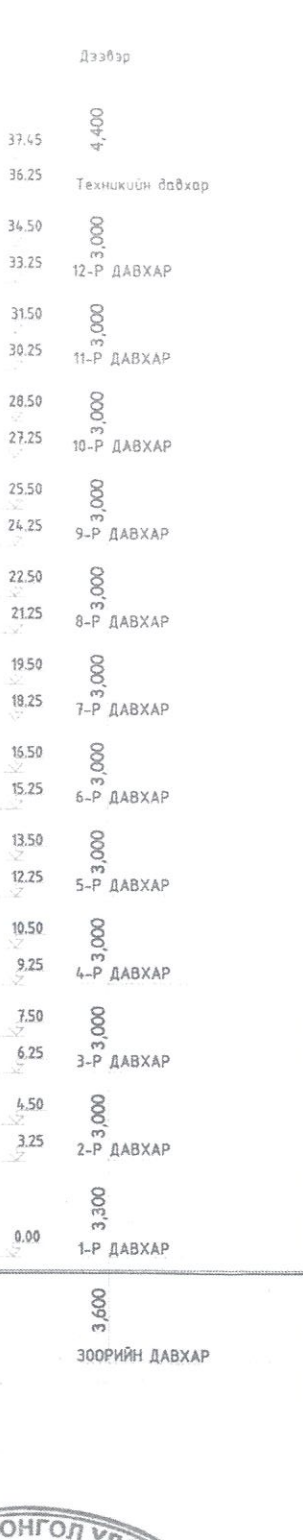 Дээвэр
4,400
37.45
36.25
Техникийн давхар
34.50
3,000
33.25
12-Р ДАВХАР
31.50
3,000
30.25
11-Р ДАВХАР
28.50
3,000
27.25
10-Р ДАВХАР
25.50
3,000
24.25
9-Р ДАВХАР
22.50
3,000
21.25
8-Р ДАВХАР
19.50
3,000
18.25
7-Р ДАВХАР
16.50
3,000
15.25
6-Р ДАВХАР
13.50
3,000
12.25
5-Р ДАВХАР
10.50
3,000
9.25
4-Р ДАВХАР
7.50
3,000
6.25
3-Р ДАВХАР
4.50
3,000
3.25
2-Р ДАВХАР
3,300
0.00
1-Р ДАВХАР
3,600
ЗООРИЙН ДАВХАР
ОНГОЛ УЛ